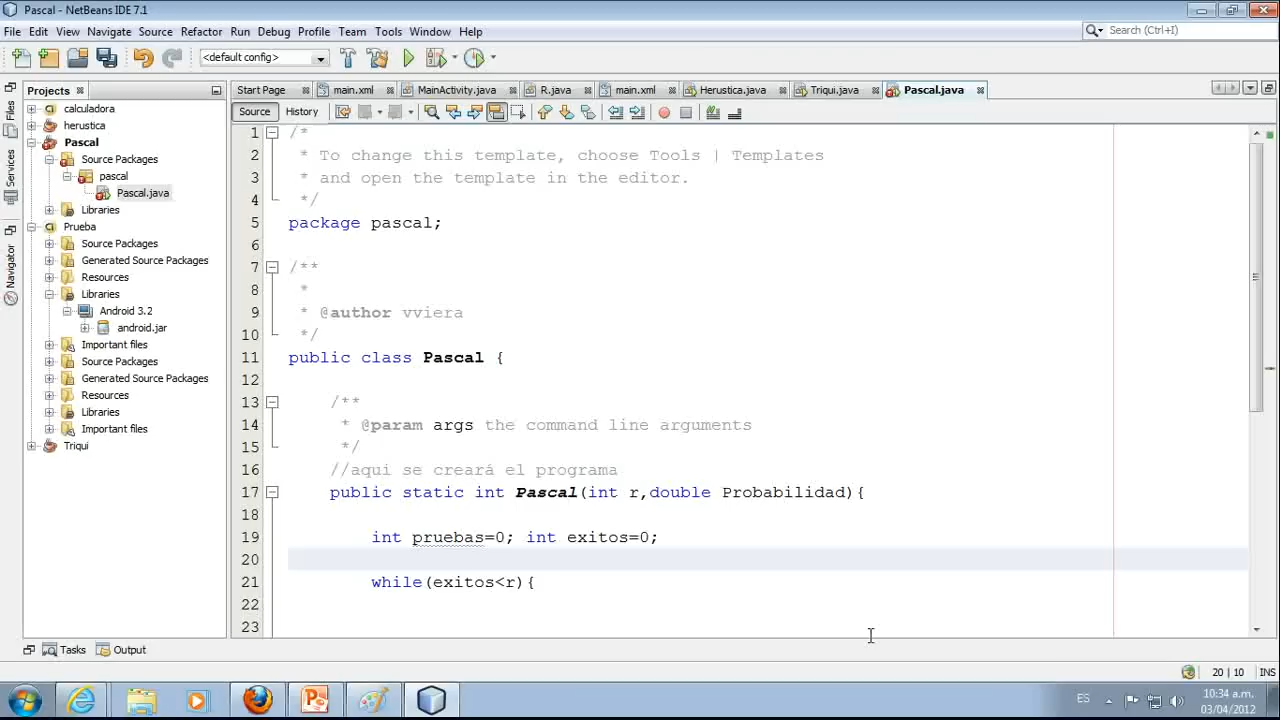 Pascal - NetBeans IDE 7.1
File Edit View Navigate Source Refactor Run Debug Profile Team Tools Window Help
Search (Ctrl+I)
<default config>
Projects
Start Page main.xml MainActivity.java R.java main.xml Herustica.java Triqui.java Pascal.java
Source History
Files
Services
Navigator
calculadora
herustica
Pascal
Source Packages
pascal
Pascal.java
Libraries
Prueba
Source Packages
Generated Source Packages
Resources
Libraries
Android 3.2
android.jar
Important files
Source Packages
Generated Source Packages
Resources
Libraries
Important files
Triqui
1 /*
2 * To change this template, choose Tools | Templates
3 * and open the template in the editor.
4 */
5 package pascal;
6
7 /**
8 *
9 * @author vviera
10 */
11 public class Pascal {
12
13 /**
14 * @param args the command line arguments
15 */
16 //aqui se creará el programa
17 public static int Pascal(int r,double Probabilidad){
18
19 int pruebas=0; int exitos=0;
20
21 while(exitos<r){
22
23
Tasks Output
20 | 10 INS
ES
10:34 a.m.
03/04/2012